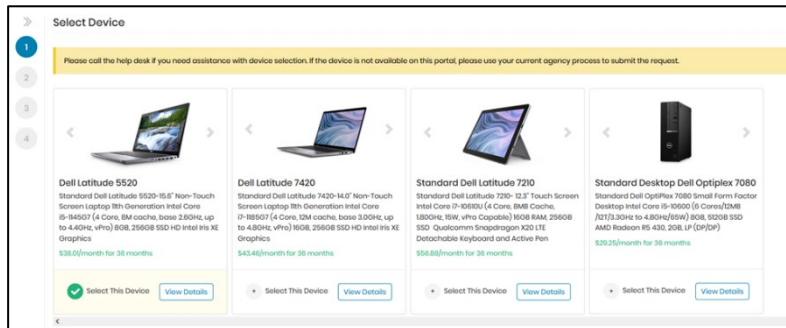 Select Device
1
Please call the help desk if you need assistance with device selection. If the device is not available on this portal, please use your current agency process to submit the request.
2
3
4
Dell Latitude 5520
Standard Dell Latitude 5520-15.6" Non-Touch
Screen Laptop 11th Generation Intel Core
i5-1145G7 (4 Core, 8M cache, base 2.6GHz, up
to 4.4GHz, vPro) 8GB, 256GB SSD HD Intel Iris XE
Graphics
$38.01/month for 36 months
Select This Device
View Details
Dell Latitude 7420
Standard Dell Latitude 7420-14.0" Non-Touch
Screen Laptop 11th Generation Intel Core
i7-1185G7 (4 Core, 12M cache, base 3.0GHz, up
to 4.8GHz, vPro) 16GB, 256GB SSD HD Intel Iris XE
Graphics
$43.46/month for 36 months
Select This Device
View Details
Standard Dell Latitude 7210
Standard Dell Latitude 7210- 12.3" Touch Screen
Intel Core i7-10610U (4 Core, 8MB Cache,
1.80GHz, 15W, vPro Capable) 16GB RAM, 256GB
SSD Qualcomm Snapdragon X20 LTE
Detachable Keyboard and Active Pen
$56.88/month for 36 months
Select This Device
View Details
Standard Desktop Dell Optiplex 7080
Standard Dell OptiPlex 7080 Small Form Factor
Desktop Intel Core i5-10600 (6 Cores/12MB
/12T/3.3GHz to 4.8GHz/65W) 8GB, 512GB SSD
AMD Radeon R5 430, 2GB, LP (DP/DP)
$29.25/month for 36 months
Select This Device
View Details